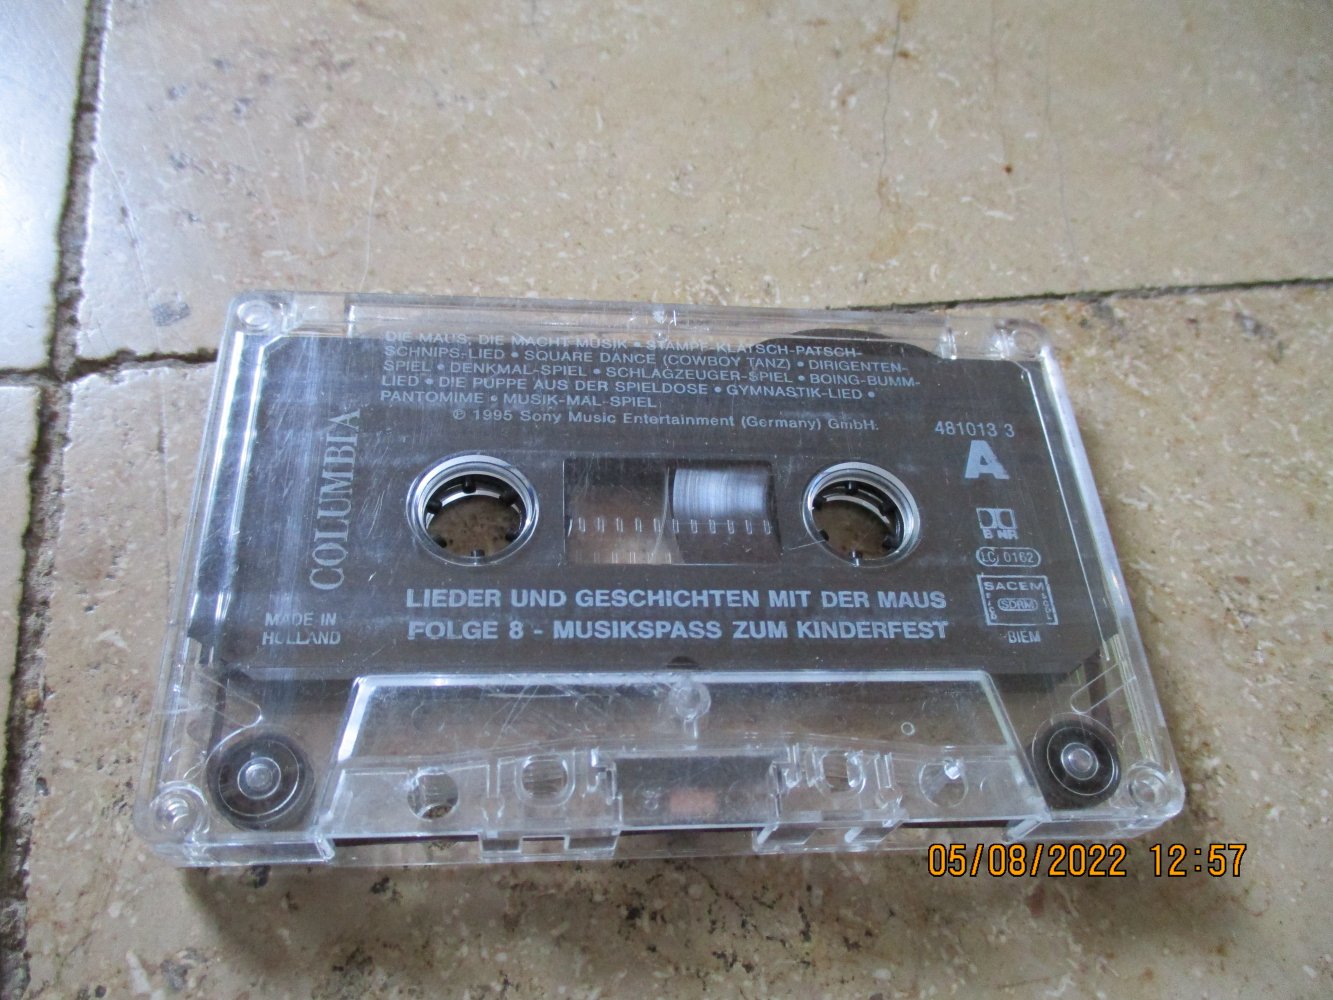 DIE MAUS, DIE MACHT MUSIK • STAMPF-KLATSCH-PATSCH-
SCHNIPS-LIED • SQUARE DANCE (COWBOY TANZ) • DIRIGENTEN-
SPIEL • DENKMAL-SPIEL • SCHLAGZEUGER-SPIEL • BOING-BUMM-
LIED • DIE PUPPE AUS DER SPIELDOSE • GYMNASTIK-LIED •
PANTOMIME • MUSIK-MAL-SPIEL
℗ 1995 Sony Music Entertainment (Germany) GmbH.
481013 3
A
COLUMBIA
B NR
LC 0162
SACEM
SDRM
BIEM
MADE IN
HOLLAND
LIEDER UND GESCHICHTEN MIT DER MAUS
FOLGE 8 - MUSIKSPASS ZUM KINDERFEST
05/08/2022 12:57